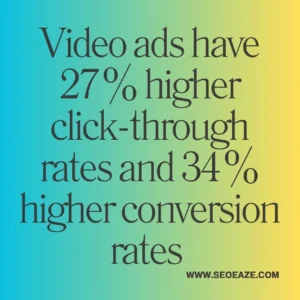 Video ads have
27% higher
click-through
rates and 34%
higher conversion
rates
WWW.SEOEAZE.COM